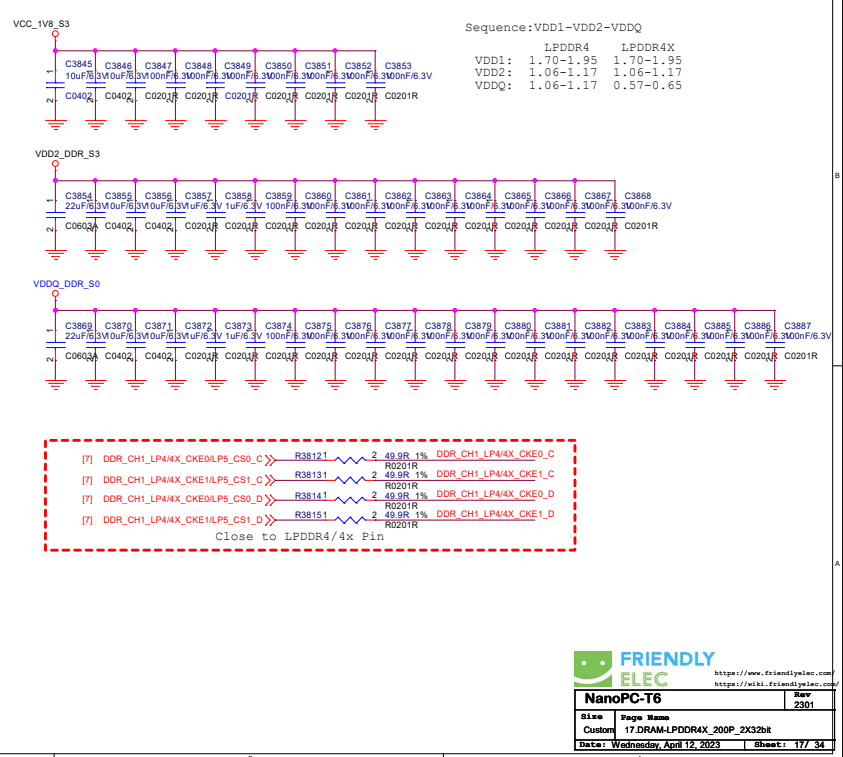 VCC_1V8_S3
Sequence:VDD1-VDD2-VDDQ
LPDDR4 LPDDR4X
VDD1: 1.70-1.95 1.70-1.95
VDD2: 1.06-1.17 1.06-1.17
VDDQ: 1.06-1.17 0.57-0.65
C3845 C3846 C3847 C3848 C3849 C3850 C3851 C3852 C3853
10uF/6.3V 10uF/6.3V 100nF/6.3V 100nF/6.3V 100nF/6.3V 100nF/6.3V 100nF/6.3V 100nF/6.3V 100nF/6.3V
C0402 C0402 C0201R C0201R C0201R C0201R C0201R C0201R C0201R
VDD2_DDR_S3
C3854 C3855 C3856 C3857 C3858 C3859 C3860 C3861 C3862 C3863 C3864 C3865 C3866 C3867 C3868
22uF/6.3V 10uF/6.3V 10uF/6.3V 1uF/6.3V 1uF/6.3V 100nF/6.3V 100nF/6.3V 100nF/6.3V 100nF/6.3V 100nF/6.3V 100nF/6.3V 100nF/6.3V 100nF/6.3V 100nF/6.3V 100nF/6.3V
C0603A C0402 C0402 C0201R C0201R C0201R C0201R C0201R C0201R C0201R C0201R C0201R C0201R C0201R C0201R
VDDQ_DDR_S0
C3869 C3870 C3871 C3872 C3873 C3874 C3875 C3876 C3877 C3878 C3879 C3880 C3881 C3882 C3883 C3884 C3885 C3886 C3887
22uF/6.3V 10uF/6.3V 10uF/6.3V 1uF/6.3V 1uF/6.3V 100nF/6.3V 100nF/6.3V 100nF/6.3V 100nF/6.3V 100nF/6.3V 100nF/6.3V 100nF/6.3V 100nF/6.3V 100nF/6.3V 100nF/6.3V 100nF/6.3V 100nF/6.3V 100nF/6.3V 100nF/6.3V
C0603A C0402 C0402 C0201R C0201R C0201R C0201R C0201R C0201R C0201R C0201R C0201R C0201R C0201R C0201R C0201R C0201R C0201R C0201R
[7] DDR_CH1_LP4/4X_CKE0/LP5_CS0_C R3812 1 2 49.9R 1% DDR_CH1_LP4/4X_CKE0_C
R0201R
[7] DDR_CH1_LP4/4X_CKE1/LP5_CS1_C R3813 1 2 49.9R 1% DDR_CH1_LP4/4X_CKE1_C
R0201R
[7] DDR_CH1_LP4/4X_CKE0/LP5_CS0_D R3814 1 2 49.9R 1% DDR_CH1_LP4/4X_CKE0_D
R0201R
[7] DDR_CH1_LP4/4X_CKE1/LP5_CS1_D R3815 1 2 49.9R 1% DDR_CH1_LP4/4X_CKE1_D
R0201R
Close to LPDDR4/4x Pin
B
A
FRIENDLY
ELEC
https://www.friendlyelec.com/
https://wiki.friendlyelec.com/
NanoPC-T6
Rev
2301
Size Page Name
Custom 17.DRAM-LPDDR4X_200P_2X32bit
Date: Wednesday, April 12, 2023 Sheet: 17/ 34